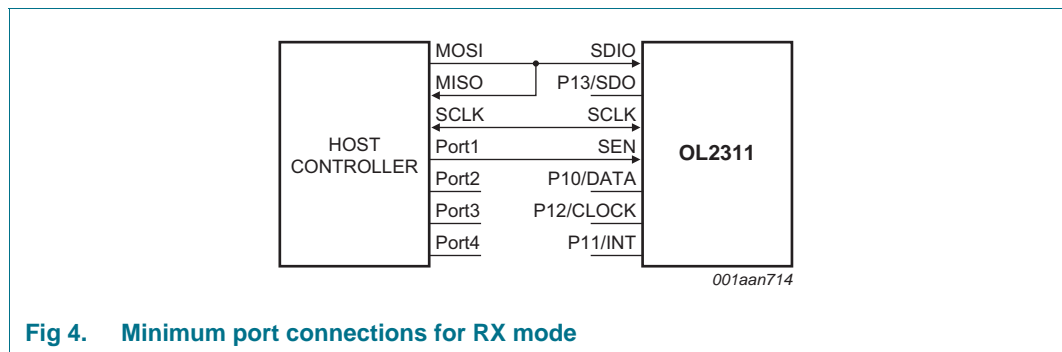 MOSI SDIO
MISO P13/SDO
SCLK SCLK
HOST CONTROLLER
Port1 SEN
OL2311
Port2 P10/DATA
Port3 P12/CLOCK
Port4 P11/INT
001aan714
Fig 4. Minimum port connections for RX mode